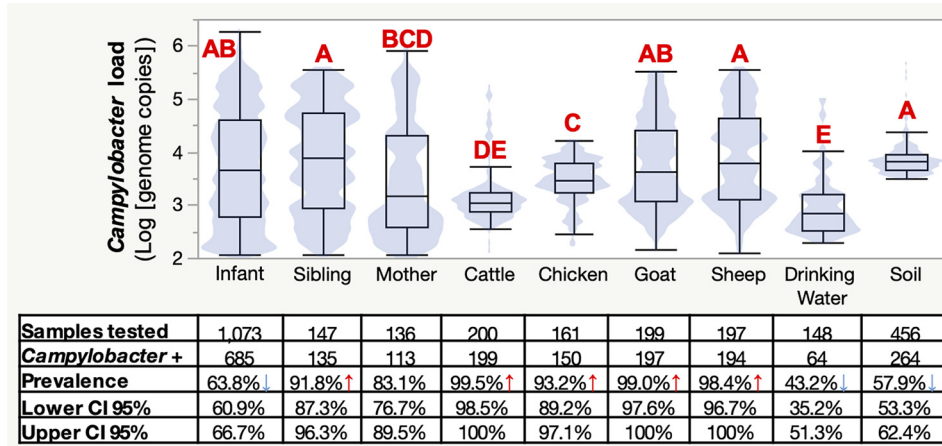 Campylobacter load
(Log [genome copies])
6
5
4
3
2
AB
A
BCD
DE
C
AB
A
E
A
Infant Sibling Mother Cattle Chicken Goat Sheep Drinking Water Soil
Samples tested 1,073 147 136 200 161 199 197 148 456
Campylobacter + 685 135 113 199 150 197 194 64 264
Prevalence 63.8%↓ 91.8%↑ 83.1% 99.5%↑ 93.2%↑ 99.0%↑ 98.4%↑ 43.2%↓ 57.9%↓
Lower CI 95% 60.9% 87.3% 76.7% 98.5% 89.2% 97.6% 96.7% 35.2% 53.3%
Upper CI 95% 66.7% 96.3% 89.5% 100% 97.1% 100% 100% 51.3% 62.4%